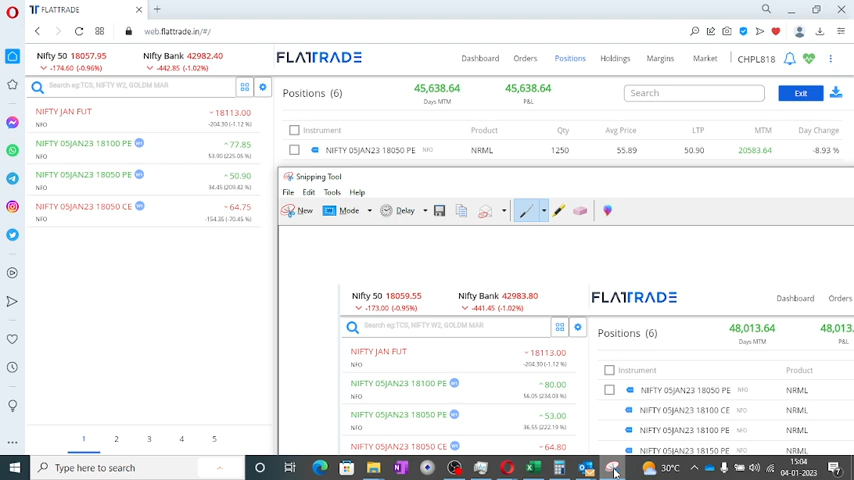 FLATTRADE
web.flattrade.in/#/
Nifty 50 18057.95
-174.60 (-0.96%)
Nifty Bank 42982.40
-442.85 (-1.02%)
FLATTRADE
Dashboard Orders Positions Holdings Margins Market CHPL818
Search eg:TCS, NIFTY W2, GOLDM MAR
Positions (6)
45,638.64
Days MTM
45,638.64
P&L
Search
Exit
NIFTY JAN FUT 18113.00
NFO -204.30 (-1.12 %)
Instrument Product Qty Avg Price LTP MTM Day Change
NIFTY 05JAN23 18100 PE 77.85
NFO 53.90 (225.05 %)
NIFTY 05JAN23 18050 PE NFO NRML 1250 55.89 50.90 20583.64 -8.93 %
NIFTY 05JAN23 18050 PE 50.90
NFO 34.45 (209.42 %)
NIFTY 05JAN23 18050 CE 64.75
NFO -154.35 (-70.45 %)
Snipping Tool
File Edit Tools Help
New Mode Delay
Nifty 50 18059.55
-173.00 (-0.95%)
Nifty Bank 42983.80
-441.45 (-1.02%)
FLATTRADE
Dashboard Orders
Search eg:TCS, NIFTY W2, GOLDM MAR
Positions (6)
48,013.64
Days MTM
48,013.
P&L
NIFTY JAN FUT 18113.00
NFO -204.30 (-1.12 %)
Instrument Product
NIFTY 05JAN23 18100 PE 80.00
NFO 56.05 (234.03 %)
NIFTY 05JAN23 18050 PE NFO NRML
NIFTY 05JAN23 18100 CE NFO NRML
NIFTY 05JAN23 18050 PE 53.00
NFO 36.55 (222.19 %)
NIFTY 05JAN23 18100 PE NFO NRML
NIFTY 05JAN23 18050 CE 64.80
NIFTY 05JAN23 18150 PE NFO NRML
1 2 3 4 5
Type here to search
30°C
15:04
04-01-2023